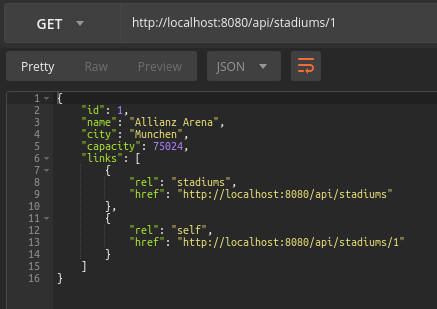 GET http://localhost:8080/api/stadiums/1
Pretty Raw Preview JSON
1 {
2 "id": 1,
3 "name": "Allianz Arena",
4 "city": "Munchen",
5 "capacity": 75024,
6 "links": [
7 {
8 "rel": "stadiums",
9 "href": "http://localhost:8080/api/stadiums"
10 },
11 {
12 "rel": "self",
13 "href": "http://localhost:8080/api/stadiums/1"
14 }
15 ]
16 }